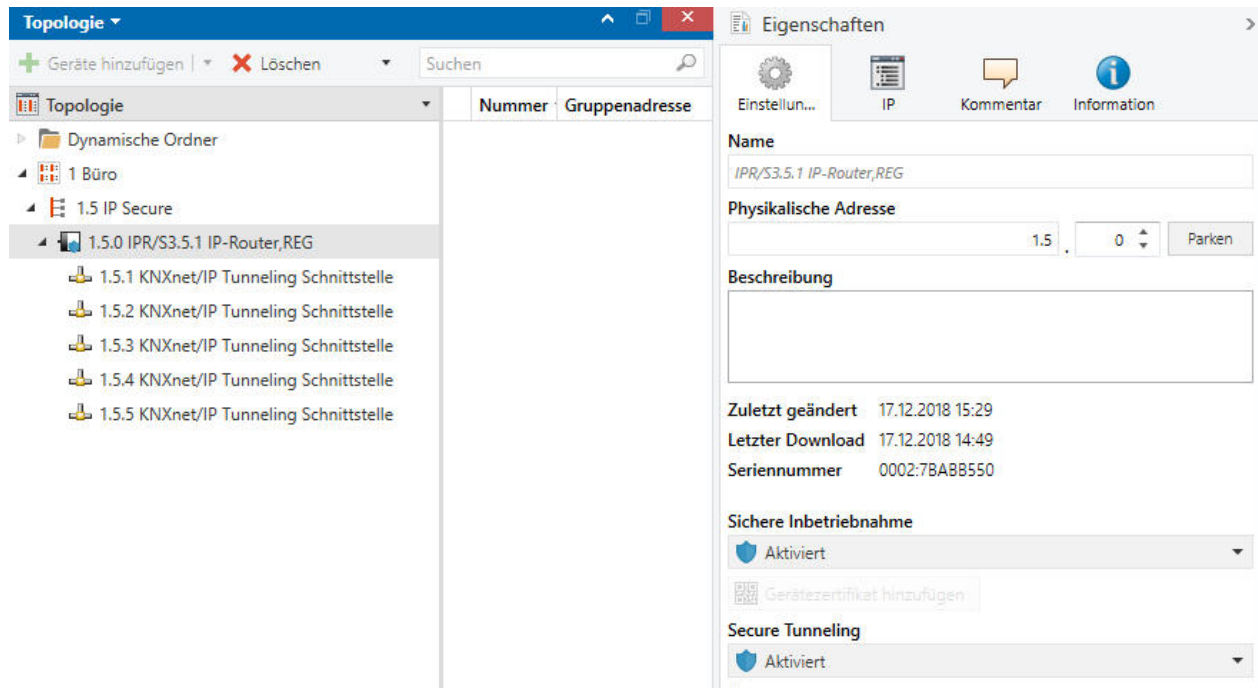 Topologie
Geräte hinzufügen
Löschen
Suchen
Topologie
Nummer
Gruppenadresse
Dynamische Ordner
1 Büro
1.5 IP Secure
1.5.0 IPR/S3.5.1 IP-Router,REG
1.5.1 KNXnet/IP Tunneling Schnittstelle
1.5.2 KNXnet/IP Tunneling Schnittstelle
1.5.3 KNXnet/IP Tunneling Schnittstelle
1.5.4 KNXnet/IP Tunneling Schnittstelle
1.5.5 KNXnet/IP Tunneling Schnittstelle
Eigenschaften
Einstellun...
IP
Kommentar
Information
Name
IPR/S3.5.1 IP-Router,REG
Physikalische Adresse
1.5 . 0
Parken
Beschreibung
Zuletzt geändert 17.12.2018 15:29
Letzter Download 17.12.2018 14:49
Seriennummer 0002:7BABB550
Sichere Inbetriebnahme
Aktiviert
Gerätezertifikat hinzufügen
Secure Tunneling
Aktiviert